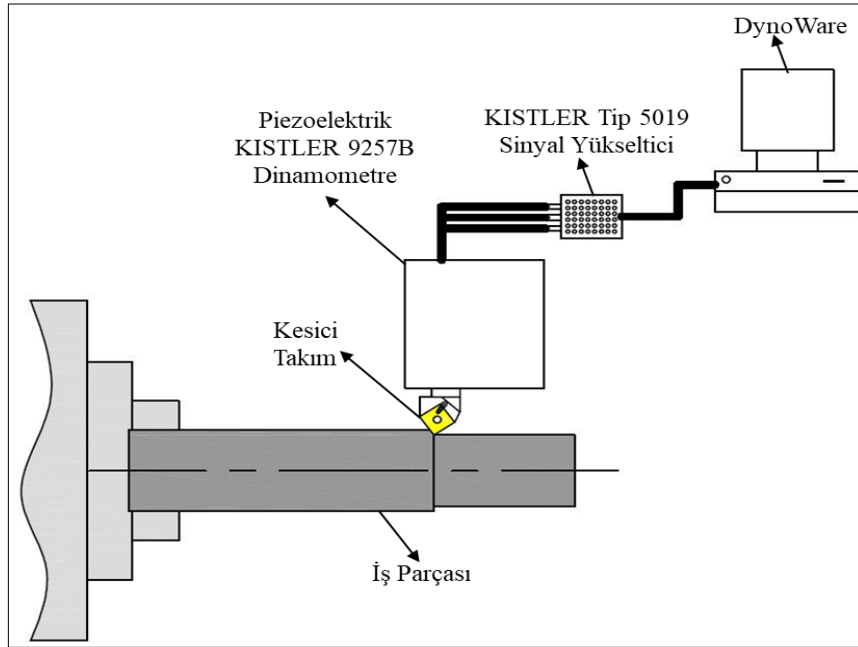 DynoWare
Piezoelektrik
KISTLER 9257B
Dinamometre
KISTLER Tip 5019
Sinyal Yükseltici
Kesici
Takım
İş Parçası